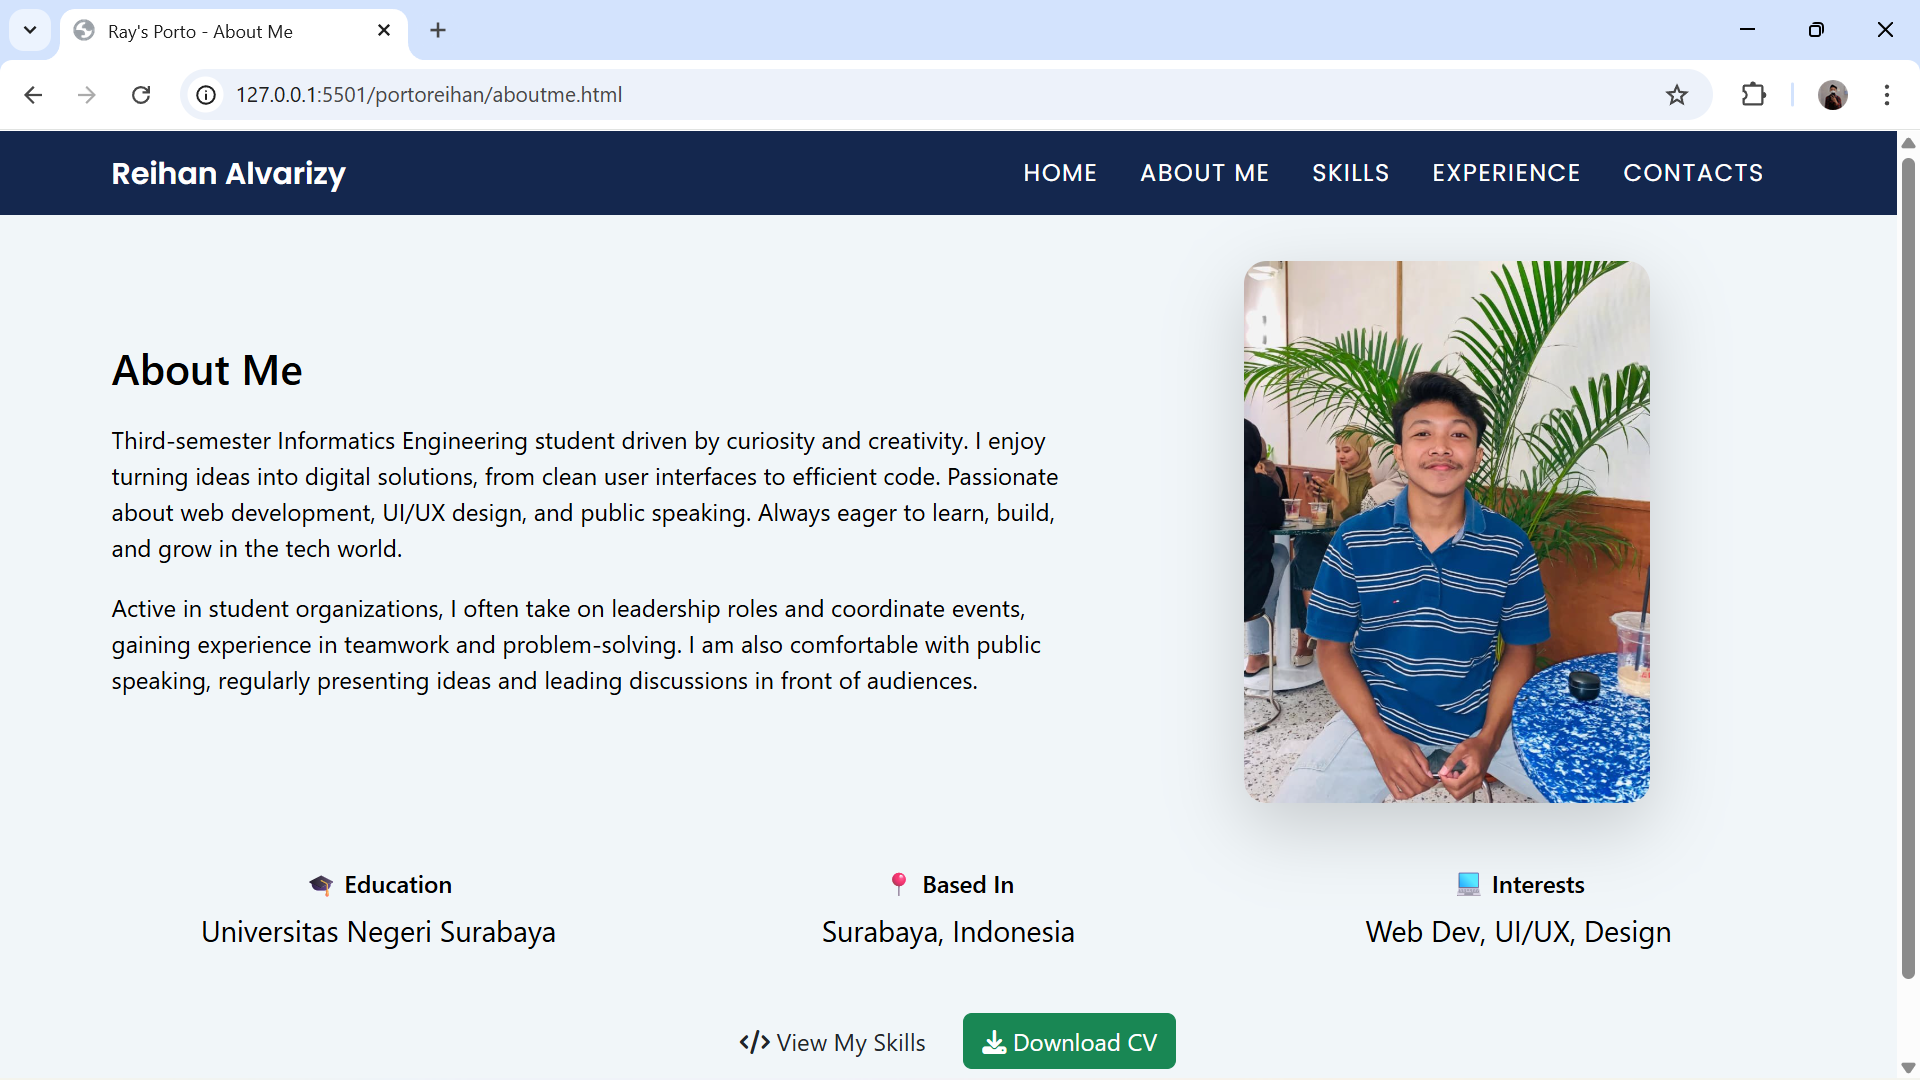 Ray's Porto - About Me
127.0.0.1:5501/portoreihan/aboutme.html
Reihan Alvarizy
HOME ABOUT ME SKILLS EXPERIENCE CONTACTS
About Me
Third-semester Informatics Engineering student driven by curiosity and creativity. I enjoy
turning ideas into digital solutions, from clean user interfaces to efficient code. Passionate
about web development, UI/UX design, and public speaking. Always eager to learn, build,
and grow in the tech world.
Active in student organizations, I often take on leadership roles and coordinate events,
gaining experience in teamwork and problem-solving. I am also comfortable with public
speaking, regularly presenting ideas and leading discussions in front of audiences.
Education
Universitas Negeri Surabaya
Based In
Surabaya, Indonesia
Interests
Web Dev, UI/UX, Design
</> View My Skills
Download CV